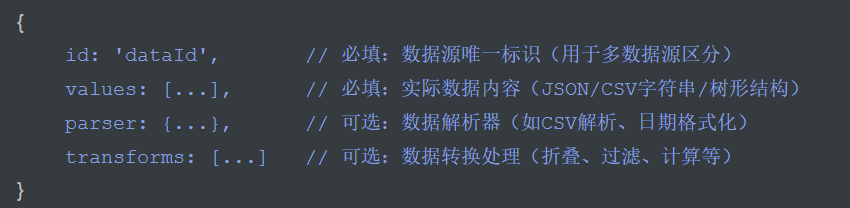 {
id: 'dataId', // 必填：数据源唯一标识（用于多数据源区分）
values: [...], // 必填：实际数据内容（JSON/CSV字符串/树形结构）
parser: {...}, // 可选：数据解析器（如CSV解析、日期格式化）
transforms: [...] // 可选：数据转换处理（折叠、过滤、计算等）
}